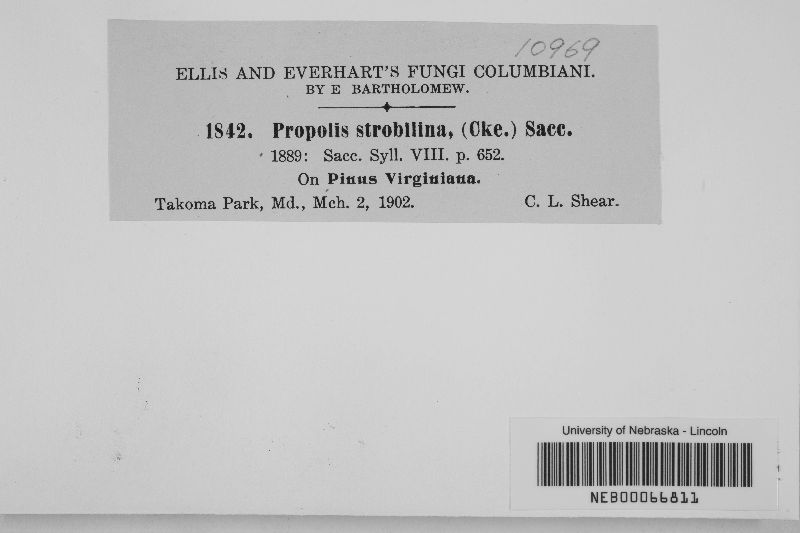 10969
ELLIS AND EVERHART'S FUNGI COLUMBIANI.
BY E BARTHOLOMEW.
1842. Propolis strobilina, (Cke.) Sacc.
1889: Sacc. Syll. VIII. p. 652.
On Pinus Virginiana.
Takoma Park, Md., Mch. 2, 1902. C. L. Shear.
University of Nebraska - Lincoln
NEB00066811